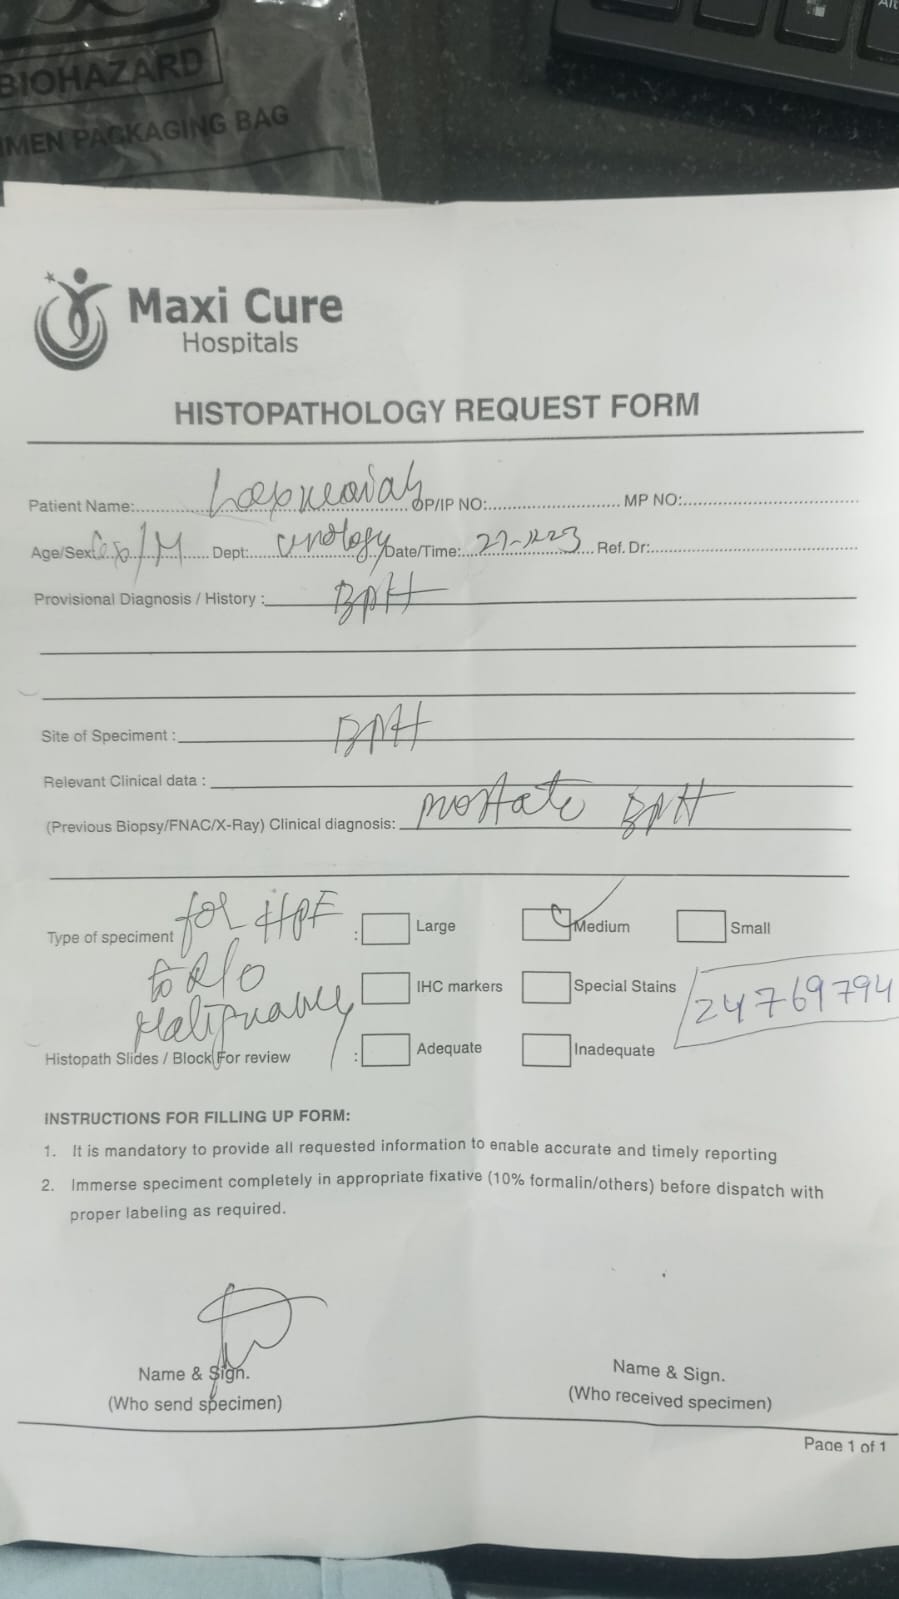 BIOHAZARD
IMEN PACKAGING BAG
Alt
Maxi Cure
Hospitals
HISTOPATHOLOGY REQUEST FORM
Patient Name: OP/IP NO: MP NO:
Age/Sex /M Dept: urology Date/Time: Ref. Dr:
Provisional Diagnosis / History : BPH
Site of Speciment : BPH
Relevant Clinical data :
(Previous Biopsy/FNAC/X-Ray) Clinical diagnosis: prostate BPH
Type of speciment for HPE : Large Medium Small
to R/o
Malignancy
IHC markers Special Stains 24769794
Histopath Slides / Block For review : Adequate Inadequate
INSTRUCTIONS FOR FILLING UP FORM:
1. It is mandatory to provide all requested information to enable accurate and timely reporting
2. Immerse speciment completely in appropriate fixative (10% formalin/others) before dispatch with
proper labeling as required.
Name & Sign. Name & Sign.
(Who send specimen) (Who received specimen)
Page 1 of 1